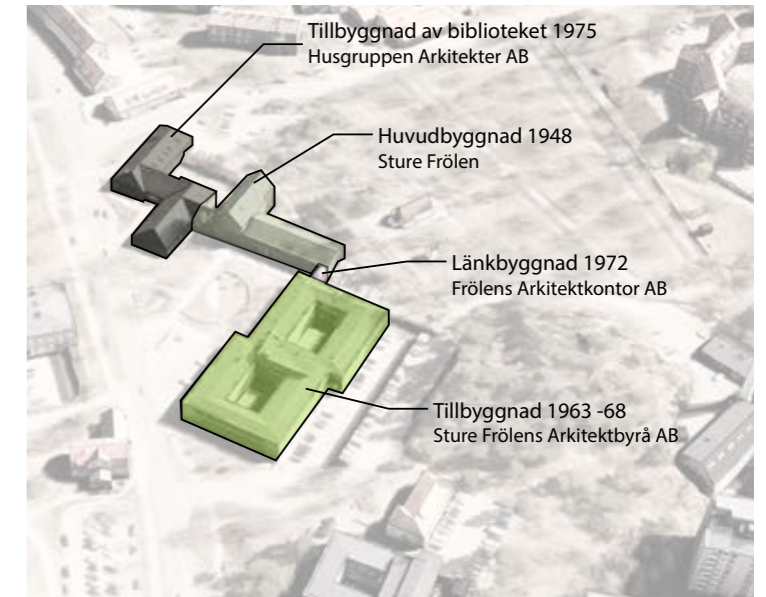 Tillbyggnad av biblioteket 1975
Husgruppen Arkitekter AB
Huvudbyggnad 1948
Sture Frölen
Länkbyggnad 1972
Frölens Arkitektkontor AB
Tillbyggnad 1963 -68
Sture Frölens Arkitektbyrå AB